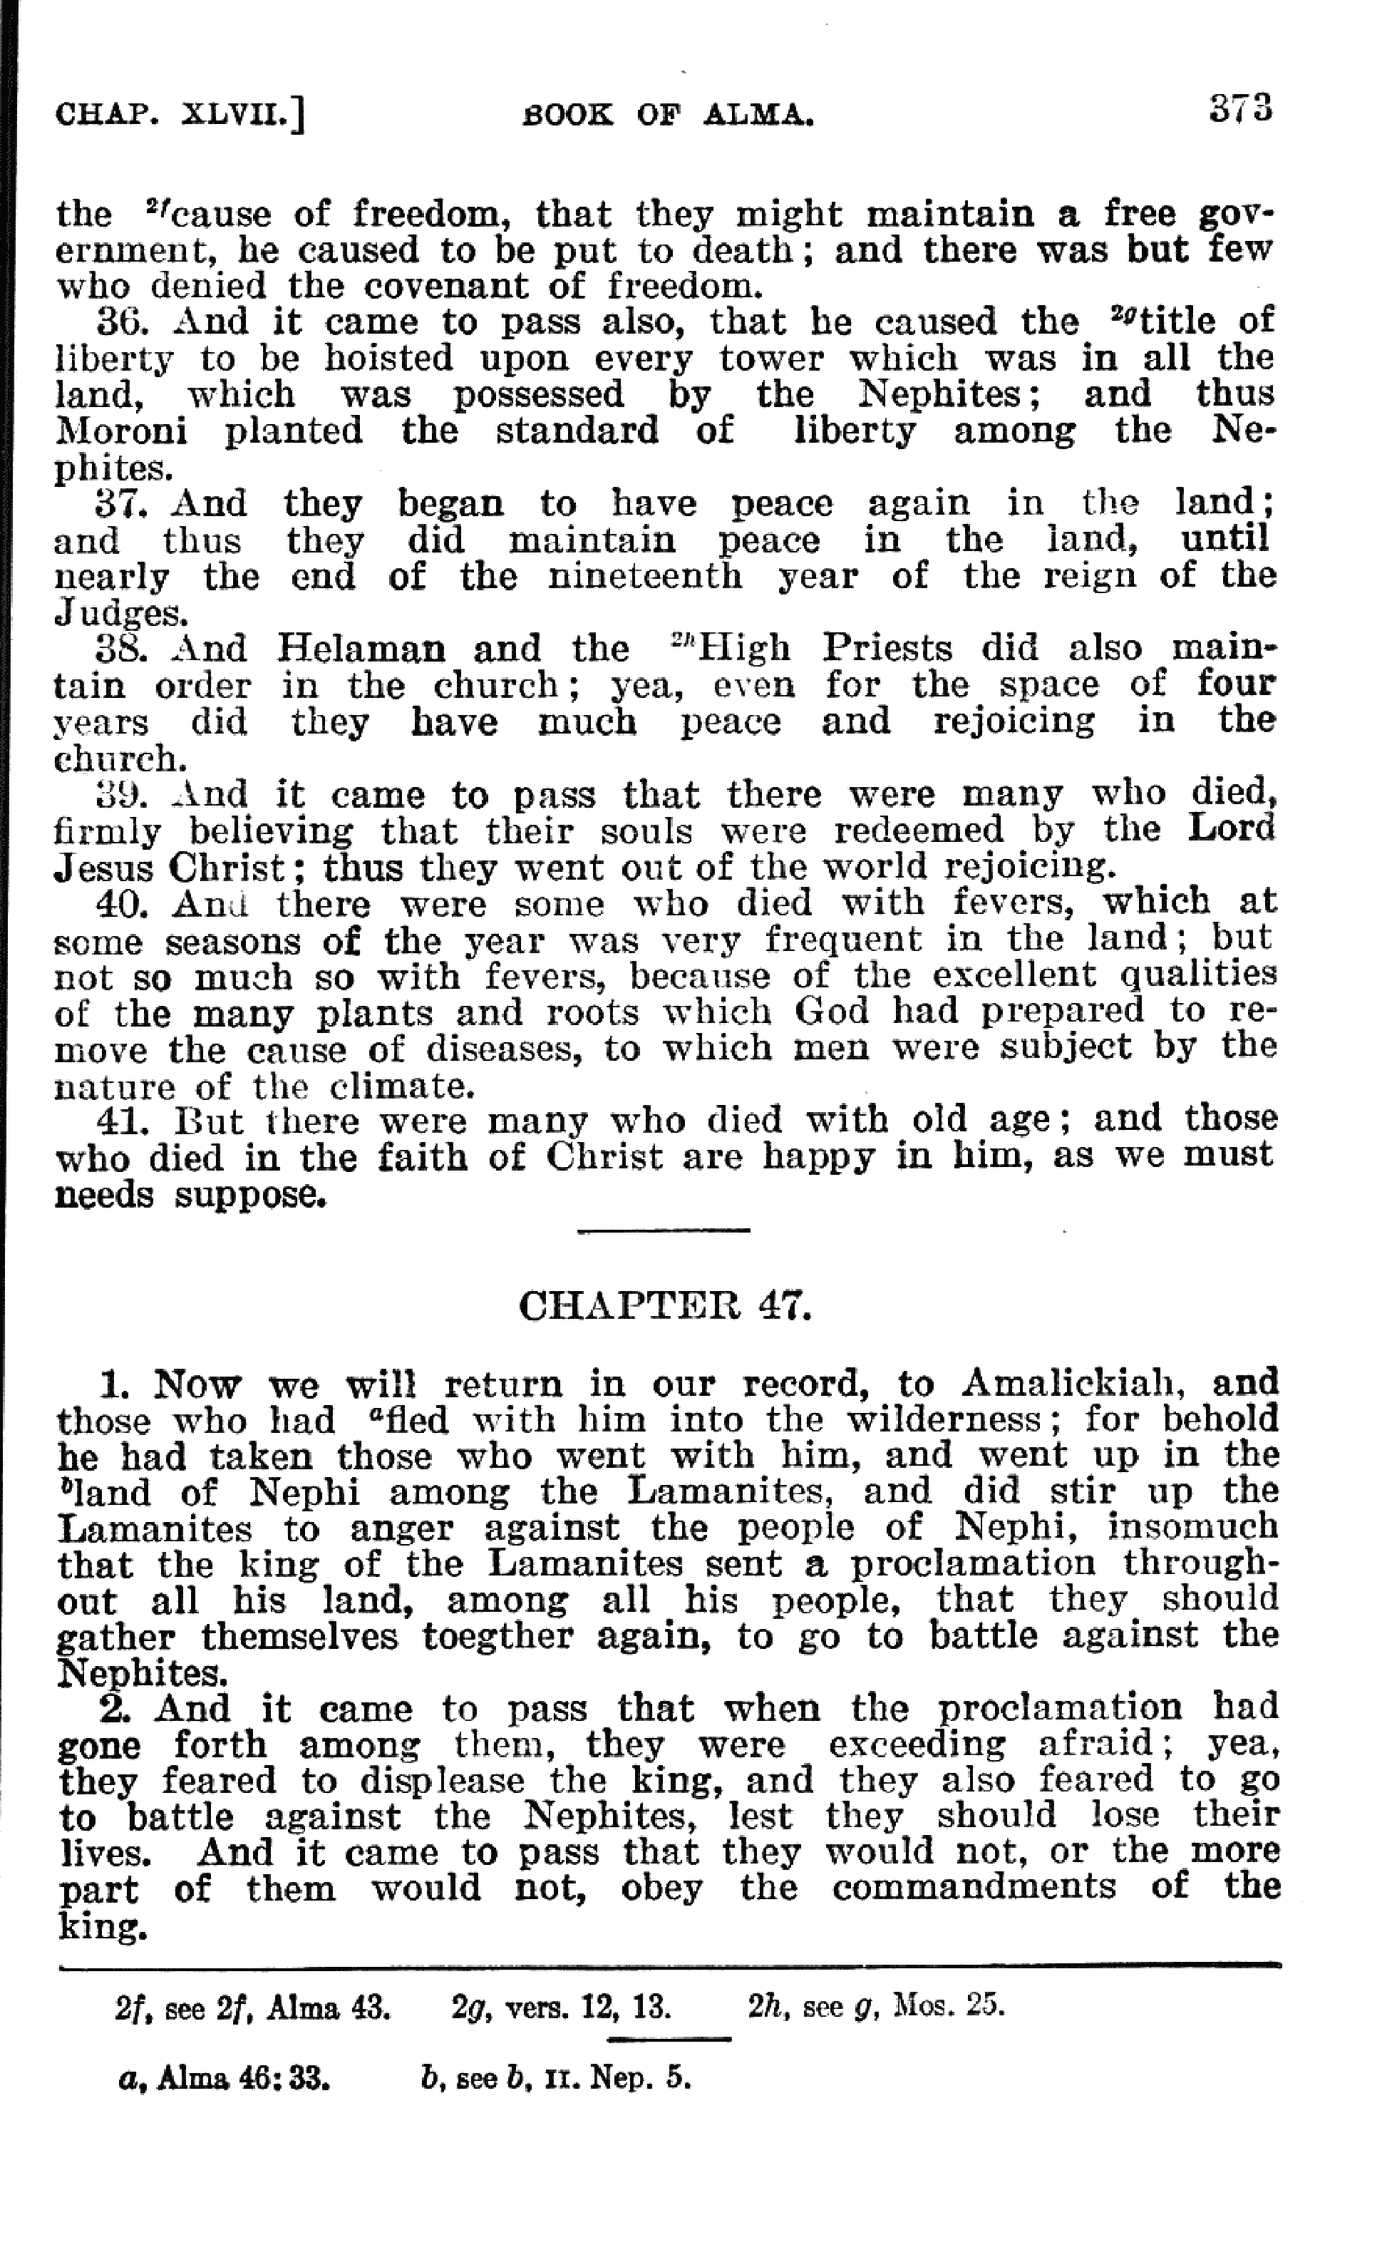 CHAP. XLVII.] BOOK OF ALMA. 373
the 2fcause of freedom, that they might maintain a free gov-
ernment, he caused to be put to death; and there was but few
who denied the covenant of freedom.
36. And it came to pass also, that he caused the 2gtitle of
liberty to be hoisted upon every tower which was in all the
land, which was possessed by the Nephites; and thus
Moroni planted the standard of liberty among the Ne-
phites.
37. And they began to have peace again in the land;
and thus they did maintain peace in the land, until
nearly the end of the nineteenth year of the reign of the
Judges.
38. And Helaman and the 2hHigh Priests did also main-
tain order in the church; yea, even for the space of four
years did they have much peace and rejoicing in the
church.
39. And it came to pass that there were many who died,
firmly believing that their souls were redeemed by the Lord
Jesus Christ; thus they went out of the world rejoicing.
40. And there were some who died with fevers, which at
some seasons of the year was very frequent in the land; but
not so much so with fevers, because of the excellent qualities
of the many plants and roots which God had prepared to re-
move the cause of diseases, to which men were subject by the
nature of the climate.
41. But there were many who died with old age; and those
who died in the faith of Christ are happy in him, as we must
needs suppose.
CHAPTER 47.
1. Now we will return in our record, to Amalickiah, and
those who had afled with him into the wilderness; for behold
he had taken those who went with him, and went up in the
bland of Nephi among the Lamanites, and did stir up the
Lamanites to anger against the people of Nephi, insomuch
that the king of the Lamanites sent a proclamation through-
out all his land, among all his people, that they should
gather themselves toegther again, to go to battle against the
Nephites.
2. And it came to pass that when the proclamation had
gone forth among them, they were exceeding afraid; yea,
they feared to displease the king, and they also feared to go
to battle against the Nephites, lest they should lose their
lives. And it came to pass that they would not, or the more
part of them would not, obey the commandments of the
king.
2f, see 2f, Alma 43. 2g, vers. 12, 13. 2h, see g, Mos. 25.
a, Alma 46: 33. b, see b, II. Nep. 5.